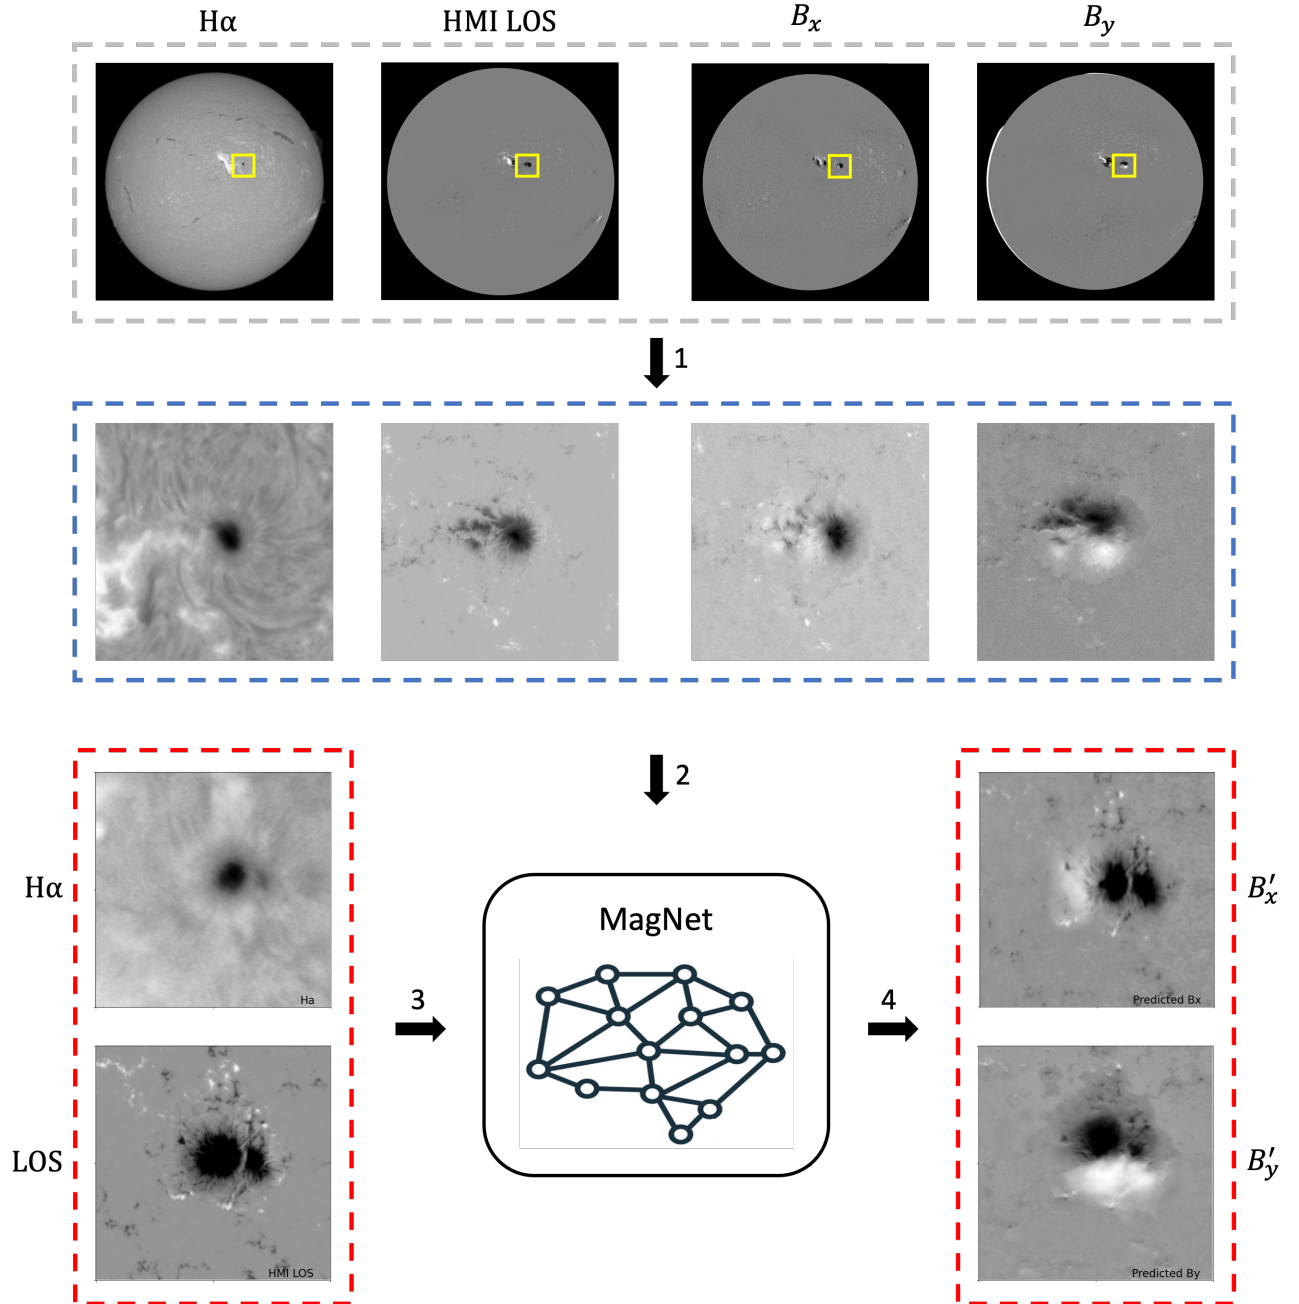 Hα HMI LOS Bx By
1
2
Hα
Ha
LOS
HMI LOS
3
MagNet
4
B′x
Predicted Bx
B′y
Predicted By